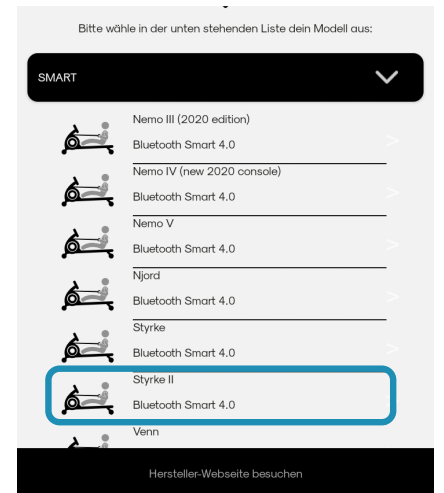 Bitte wähle in der unten stehenden Liste dein Modell aus:
SMART
Nemo III (2020 edition)
Bluetooth Smart 4.0
>
Nemo IV (new 2020 console)
Bluetooth Smart 4.0
>
Nemo V
Bluetooth Smart 4.0
>
Njord
Bluetooth Smart 4.0
>
Styrke
Bluetooth Smart 4.0
>
Styrke II
Bluetooth Smart 4.0
Venn
Hersteller-Webseite besuchen